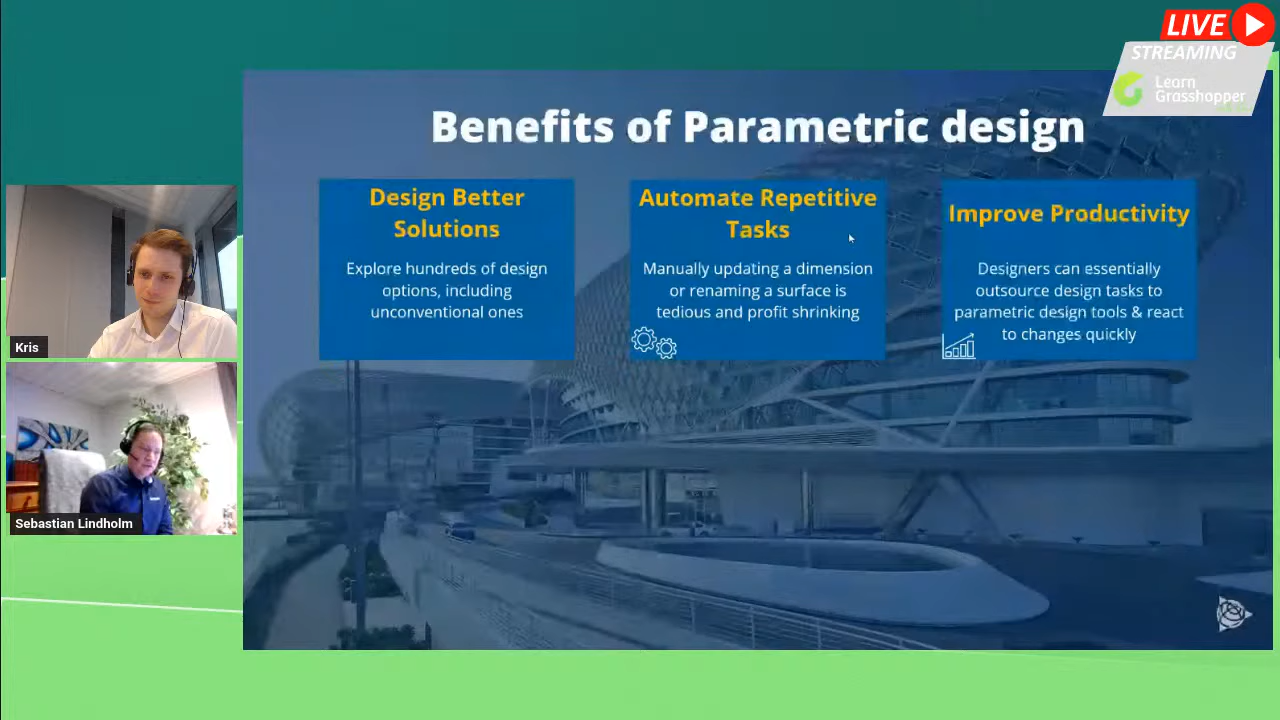 LIVE
STREAMING
Learn
Grasshopper
Benefits of Parametric design
Design Better
Solutions
Explore hundreds of design
options, including
unconventional ones
Automate Repetitive
Tasks
Manually updating a dimension
or renaming a surface is
tedious and profit shrinking
Improve Productivity
Designers can essentially
outsource design tasks to
parametric design tools & react
to changes quickly
Kris
Sebastian Lindholm